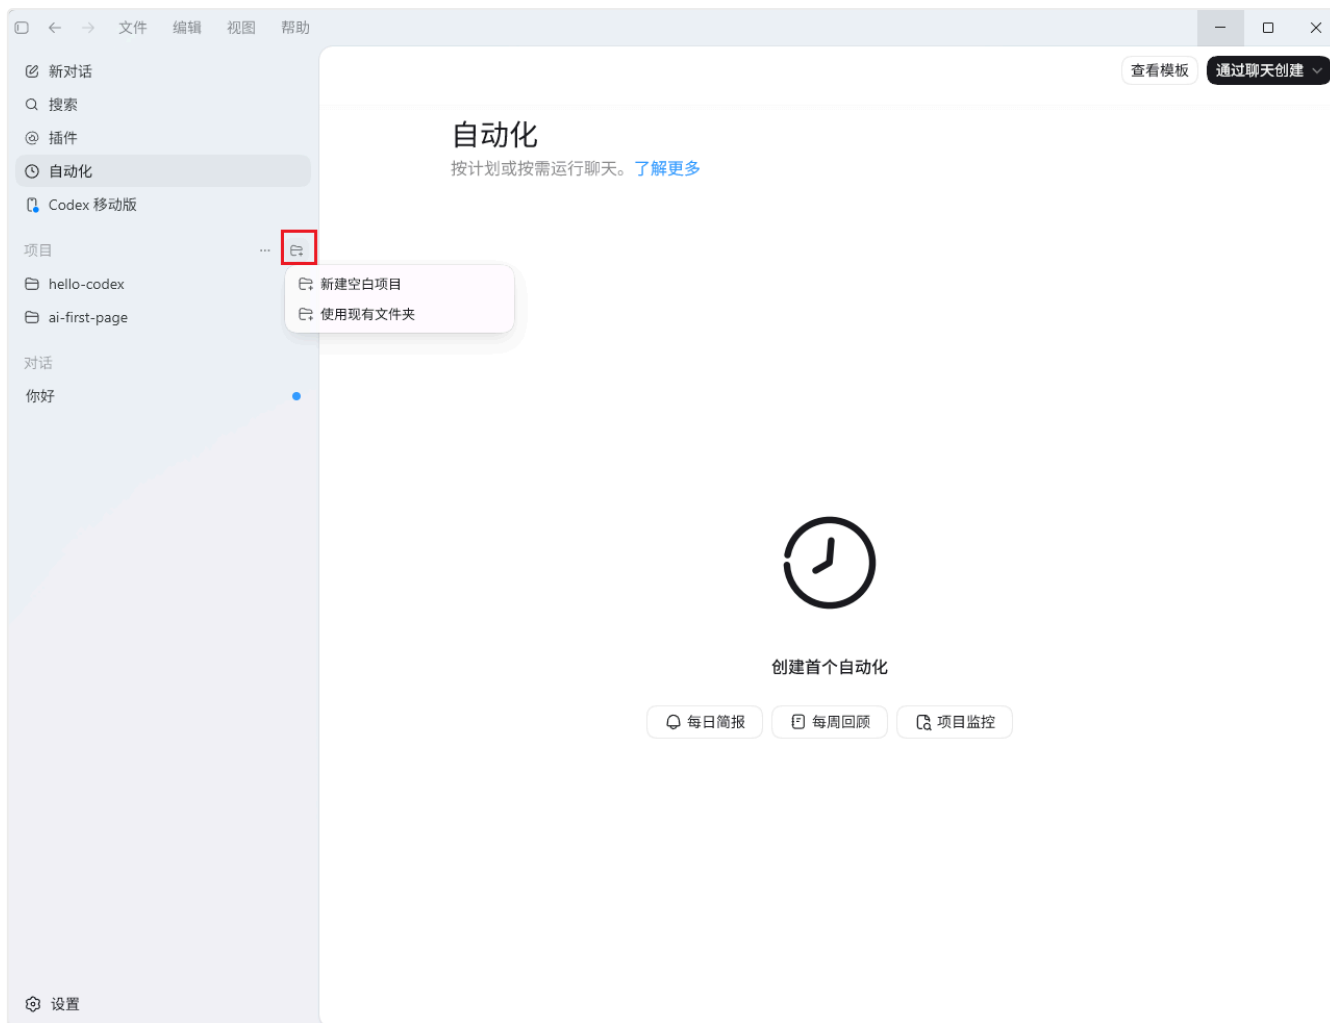 文件 编辑 视图 帮助
新对话
搜索
插件
自动化
Codex 移动版
项目
hello-codex
ai-first-page
对话
你好
设置
新建空白项目
使用现有文件夹
查看模板 通过聊天创建
自动化
按计划或按需运行聊天。了解更多
创建首个自动化
每日简报 每周回顾 项目监控